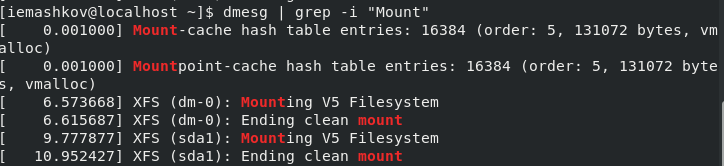 [iemashkov@localhost ~]$ dmesg | grep -i "Mount"
[    0.001000] Mount-cache hash table entries: 16384 (order: 5, 131072 bytes, vm
alloc)
[    0.001000] Mountpoint-cache hash table entries: 16384 (order: 5, 131072 byte
s, vmalloc)
[    6.573668] XFS (dm-0): Mounting V5 Filesystem
[    6.615687] XFS (dm-0): Ending clean mount
[    9.777877] XFS (sda1): Mounting V5 Filesystem
[   10.952427] XFS (sda1): Ending clean mount